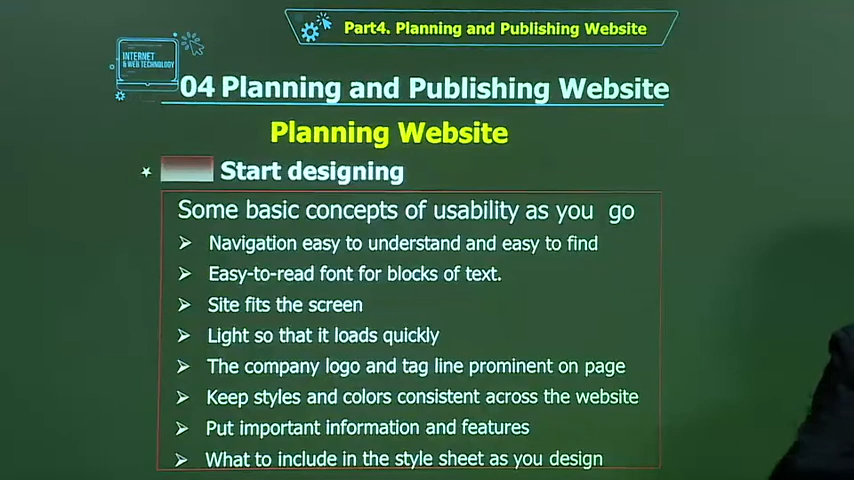 Part4. Planning and Publishing Website
INTERNET
& WEB TECHNOLOGY
04 Planning and Publishing Website
Planning Website
Start designing
Some basic concepts of usability as you go
Navigation easy to understand and easy to find
Easy-to-read font for blocks of text.
Site fits the screen
Light so that it loads quickly
The company logo and tag line prominent on page
Keep styles and colors consistent across the website
Put important information and features
What to include in the style sheet as you design